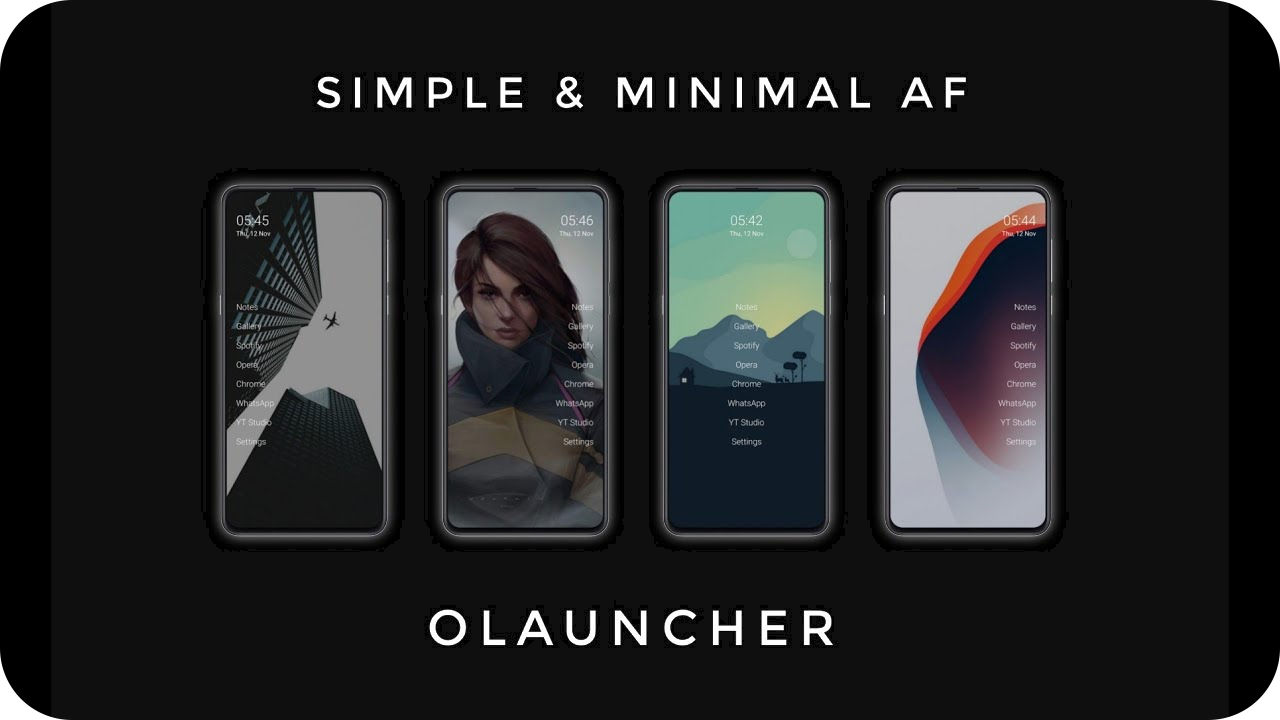 SIMPLE & MINIMAL AF
05:45
Thu, 12 Nov
Notes
Gallery
Spotify
Opera
Chrome
WhatsApp
YT Studio
Settings
05:46
Thu, 12 Nov
Notes
Gallery
Spotify
Opera
Chrome
WhatsApp
YT Studio
Settings
05:42
Thu, 12 Nov
Notes
Gallery
Spotify
Opera
Chrome
WhatsApp
YT Studio
Settings
05:44
Thu, 12 Nov
Notes
Gallery
Spotify
Opera
Chrome
WhatsApp
YT Studio
Settings
OLAUNCHER